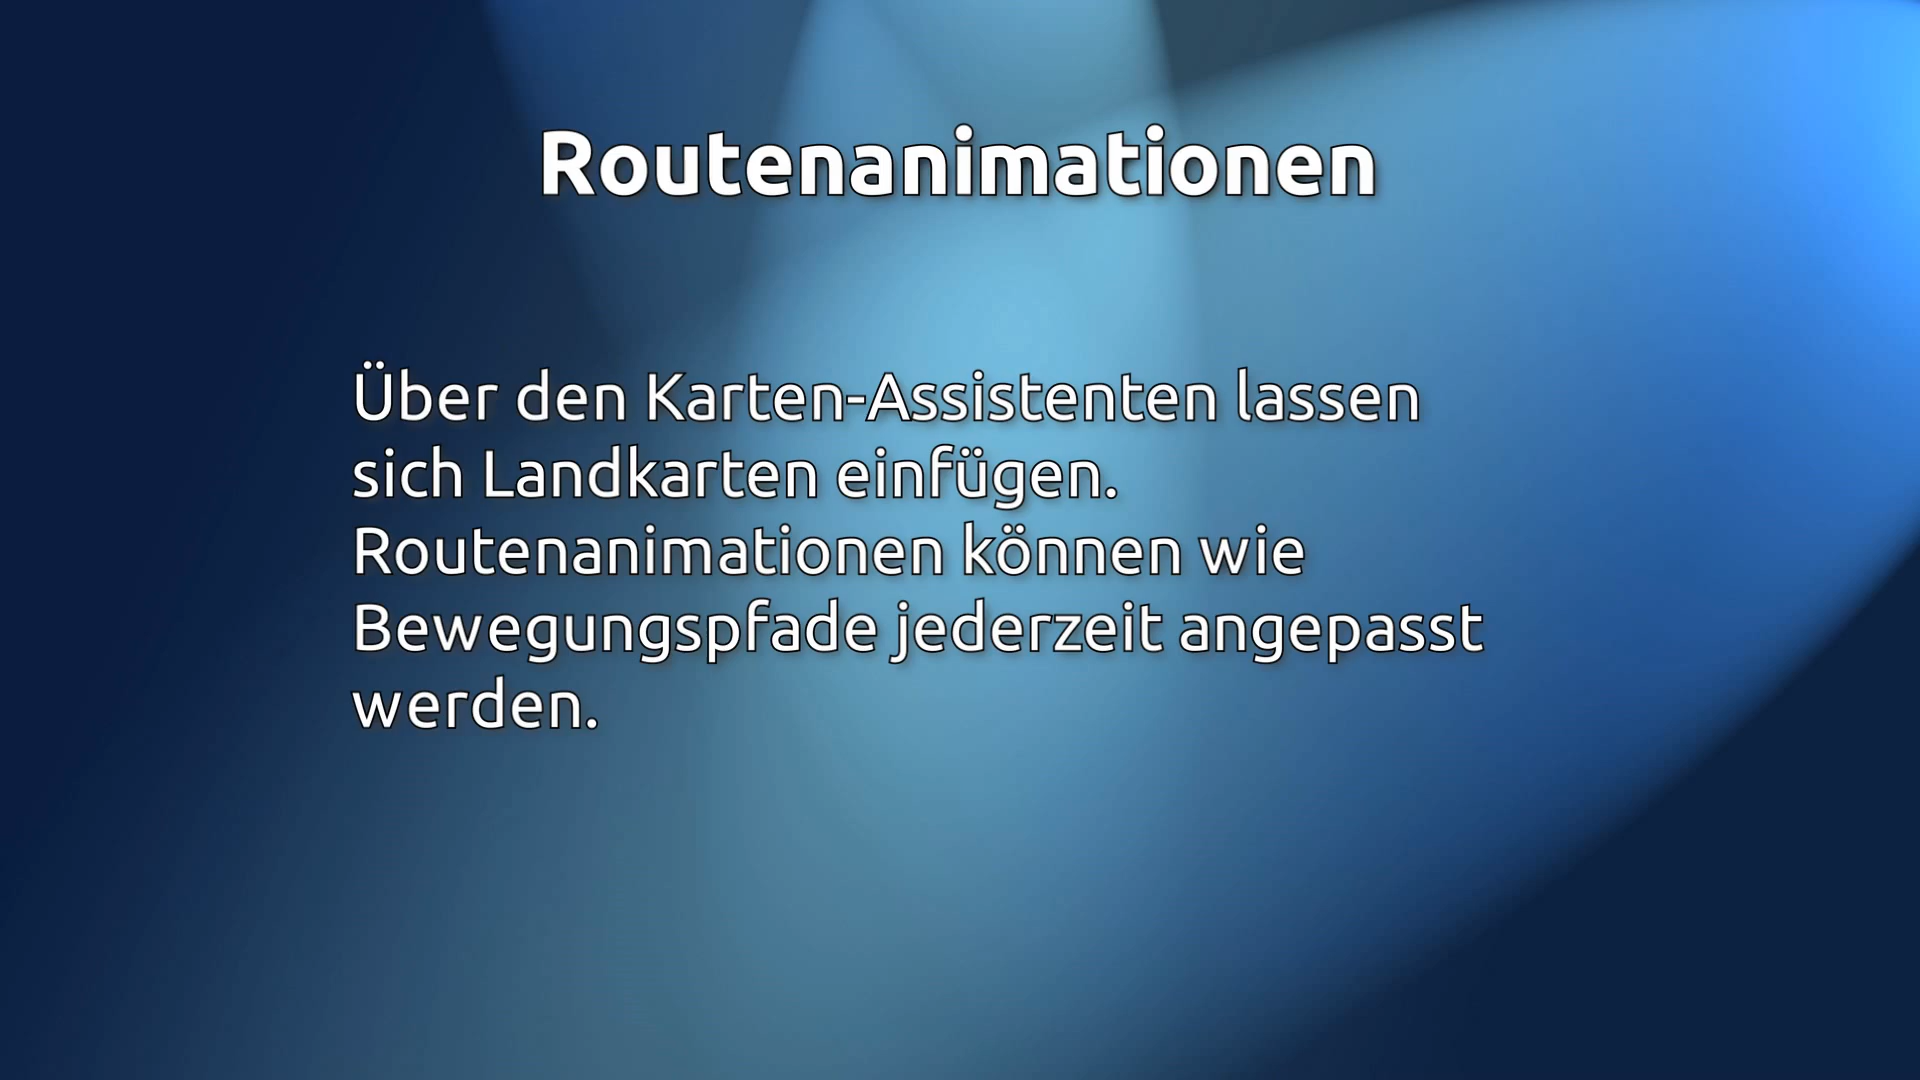 Routenanimationen
Über den Karten-Assistenten lassen
sich Landkarten einfügen.
Routenanimationen können wie
Bewegungspfade jederzeit angepasst
werden.